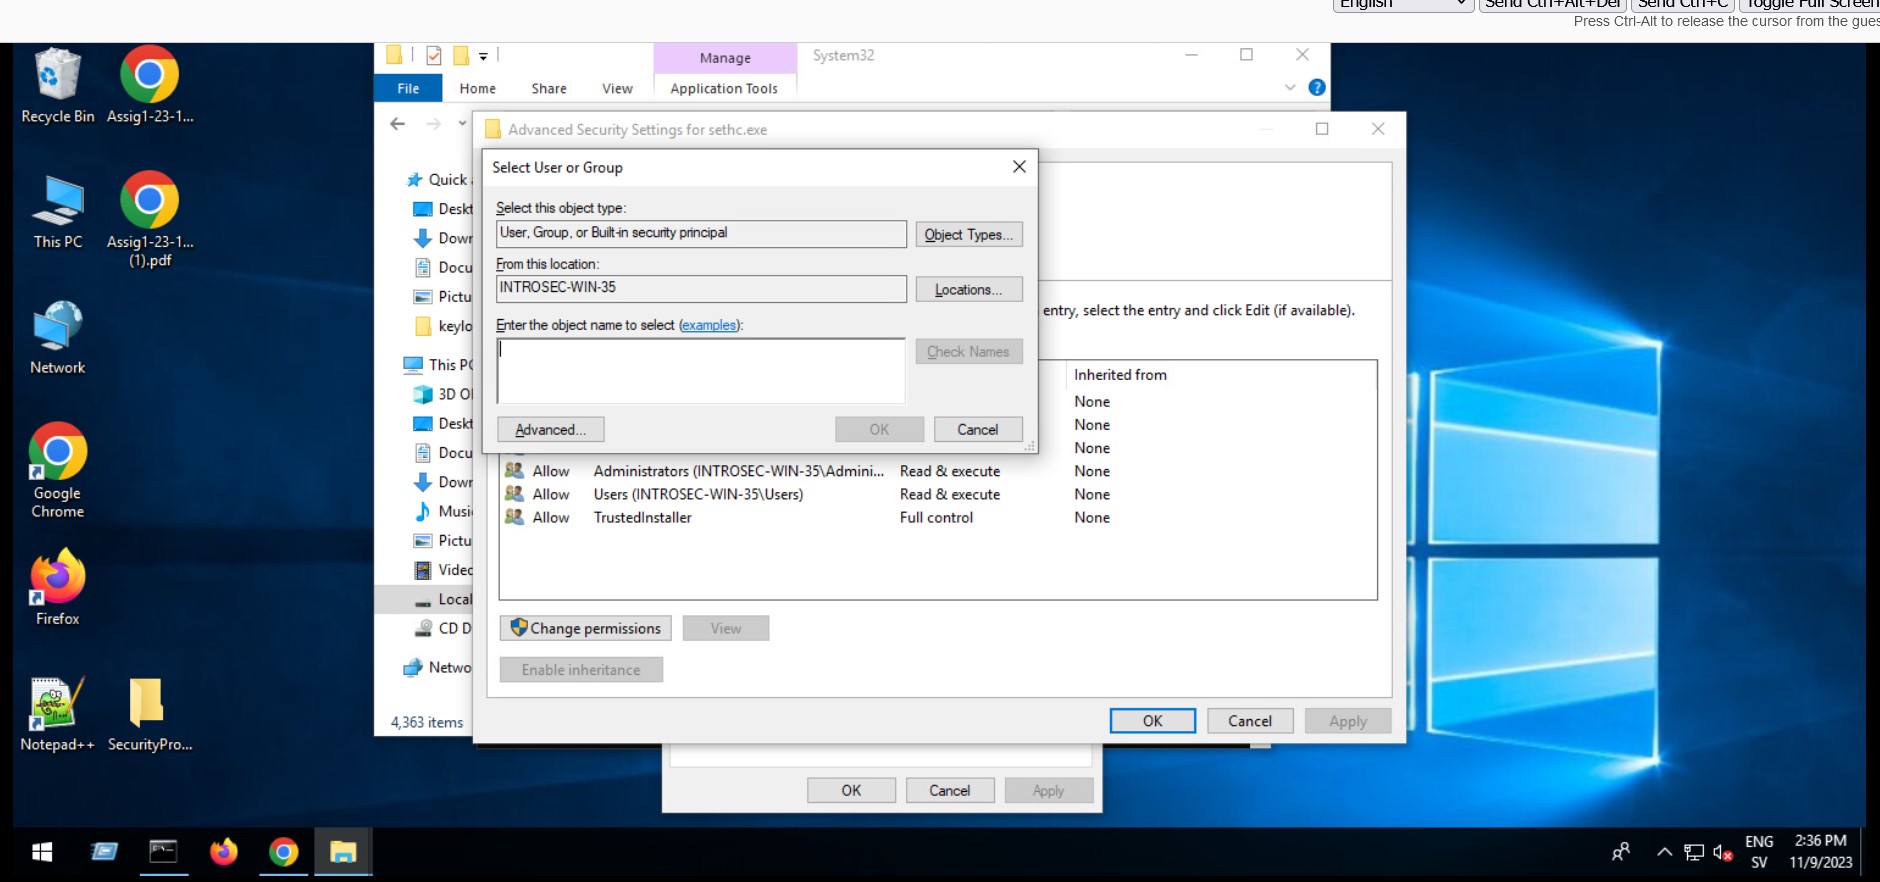 English
Send Ctrl+Alt+Del
Send Ctrl+C
Toggle Full Screen
Press Ctrl-Alt to release the cursor from the gues
Recycle Bin
Assig1-23-1...
This PC
Assig1-23-1...
(1).pdf
Network
Google
Chrome
Firefox
Notepad++
SecurityPro...
Manage
System32
File
Home
Share
View
Application Tools
Quick
Deskt
Dow
Docu
Pictu
keylo
This PC
3D O
Deskt
Docu
Dow
Music
Pictu
Video
Local
CD D
Netwo
4,363 items
Advanced Security Settings for sethc.exe
Select User or Group
Select this object type:
User, Group, or Built-in security principal
Object Types...
From this location:
INTROSEC-WIN-35
Locations...
Enter the object name to select (examples):
Check Names
Advanced...
OK
Cancel
entry, select the entry and click Edit (if available).
Inherited from
None
None
None
Allow Administrators (INTROSEC-WIN-35\Admini... Read & execute None
Allow Users (INTROSEC-WIN-35\Users) Read & execute None
Allow TrustedInstaller Full control None
Change permissions
View
Enable inheritance
OK
Cancel
Apply
OK
Cancel
Apply
ENG
SV
2:36 PM
11/9/2023